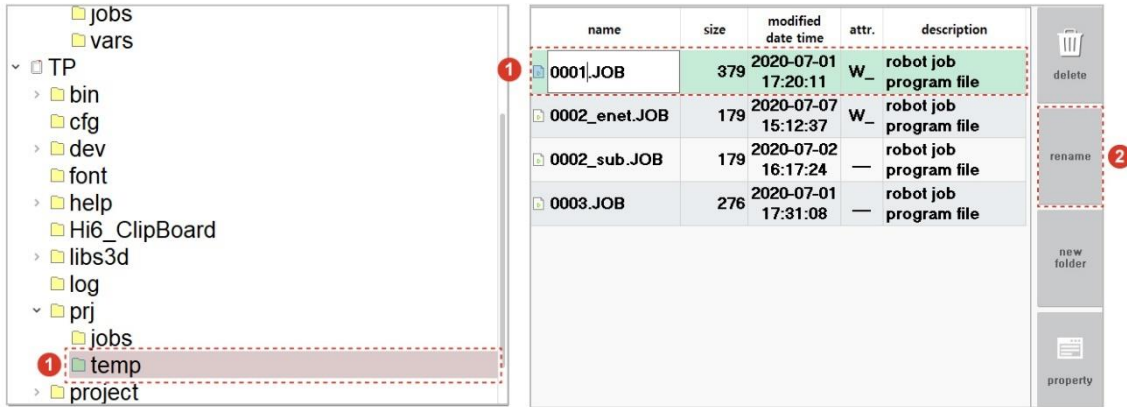 jobs
vars
TP
bin
cfg
dev
font
help
Hi6_ClipBoard
libs3d
log
prj
jobs
1 temp
project
name size modified date time attr. description
1 0001.JOB 379 2020-07-01 17:20:11 W_ robot job program file
0002_enet.JOB 179 2020-07-07 15:12:37 W_ robot job program file
0002_sub.JOB 179 2020-07-02 16:17:24 __ robot job program file
0003.JOB 276 2020-07-01 17:31:08 __ robot job program file
delete
rename 2
new
folder
property